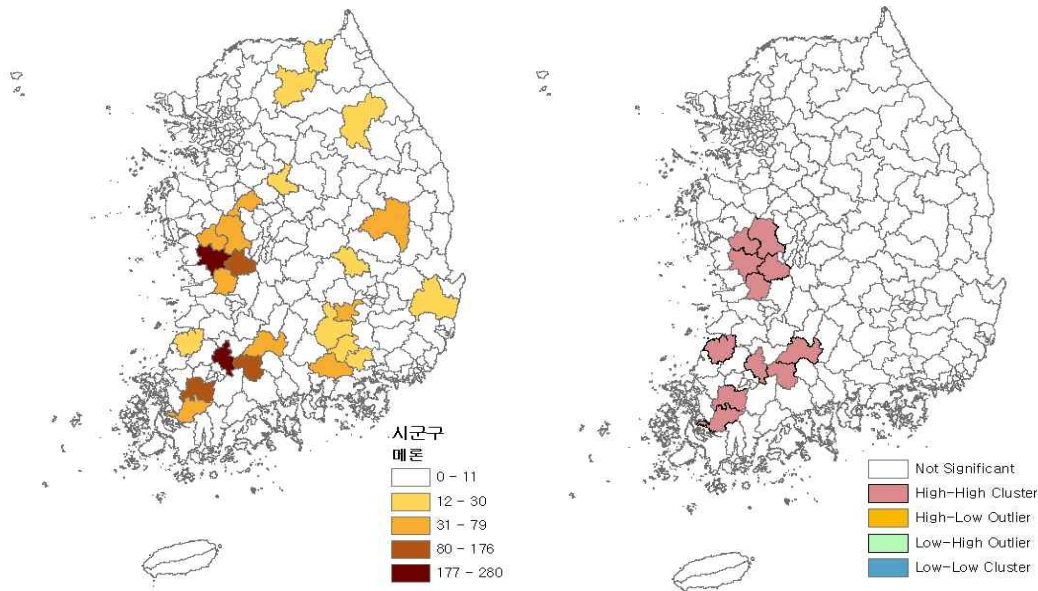 시군구
메론
0 - 11
12 - 30
31 - 79
80 - 176
177 - 280
Not Significant
High-High Cluster
High-Low Outlier
Low-High Outlier
Low-Low Cluster